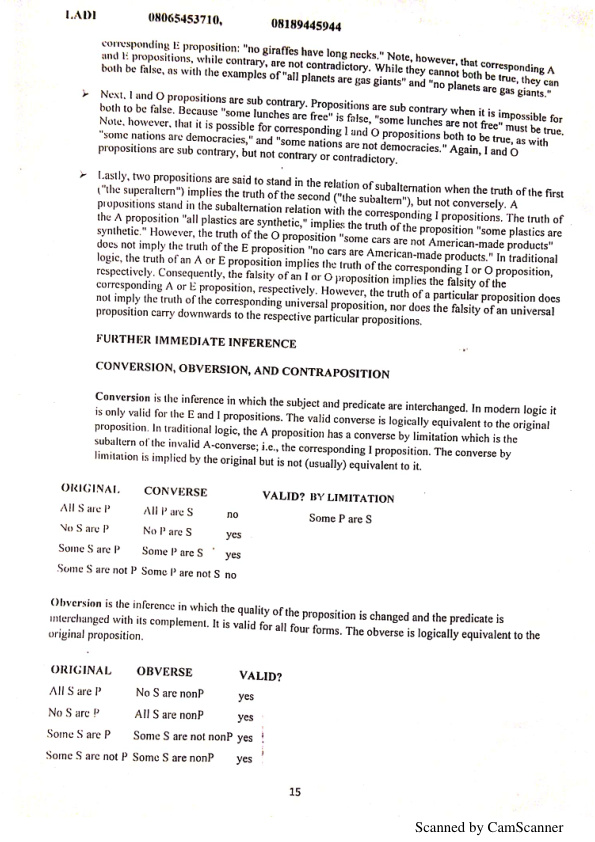 LADI 08065453710, 08189445944
corresponding E proposition: "no giraffes have long necks." Note, however, that corresponding A
and E propositions, while contrary, are not contradictory. While they cannot both be true, they can
both be false, as with the examples of "all planets are gas giants" and "no planets are gas giants."
➤ Next, I and O propositions are sub contrary. Propositions are sub contrary when it is impossible for
both to be false. Because "some lunches are free" is false, "some lunches are not free" must be true.
Note, however, that it is possible for corresponding I and O propositions both to be true, as with
"some nations are democracies," and "some nations are not democracies." Again, I and O
propositions are sub contrary, but not contrary or contradictory.
➤ Lastly, two propositions are said to stand in the relation of subalternation when the truth of the first
("the superaltern") implies the truth of the second ("the subaltern"), but not conversely. A
propositions stand in the subalternation relation with the corresponding I propositions. The truth of
the A proposition "all plastics are synthetic," implies the truth of the proposition "some plastics are
synthetic." However, the truth of the O proposition "some cars are not American-made products"
does not imply the truth of the E proposition "no cars are American-made products." In traditional
logic, the truth of an A or E proposition implies the truth of the corresponding I or O proposition,
respectively. Consequently, the falsity of an I or O proposition implies the falsity of the
corresponding A or E proposition, respectively. However, the truth of a particular proposition does
not imply the truth of the corresponding universal proposition, nor does the falsity of an universal
proposition carry downwards to the respective particular propositions.
FURTHER IMMEDIATE INFERENCE
CONVERSION, OBVERSION, AND CONTRAPOSITION
Conversion is the inference in which the subject and predicate are interchanged. In modern logic it
is only valid for the E and I propositions. The valid converse is logically equivalent to the original
proposition. In traditional logic, the A proposition has a converse by limitation which is the
subaltern of the invalid A-converse; i.e., the corresponding I proposition. The converse by
limitation is implied by the original but is not (usually) equivalent to it.
ORIGINAL CONVERSE VALID? BY LIMITATION
All S are P All P are S no Some P are S
No S are P No P are S yes
Some S are P Some P are S yes
Some S are not P Some P are not S no
Obversion is the inference in which the quality of the proposition is changed and the predicate is
interchanged with its complement. It is valid for all four forms. The obverse is logically equivalent to the
original proposition.
ORIGINAL OBVERSE VALID?
All S are P No S are nonP yes
No S are P All S are nonP yes
Some S are P Some S are not nonP yes
Some S are not P Some S are nonP yes
15
Scanned by CamScanner